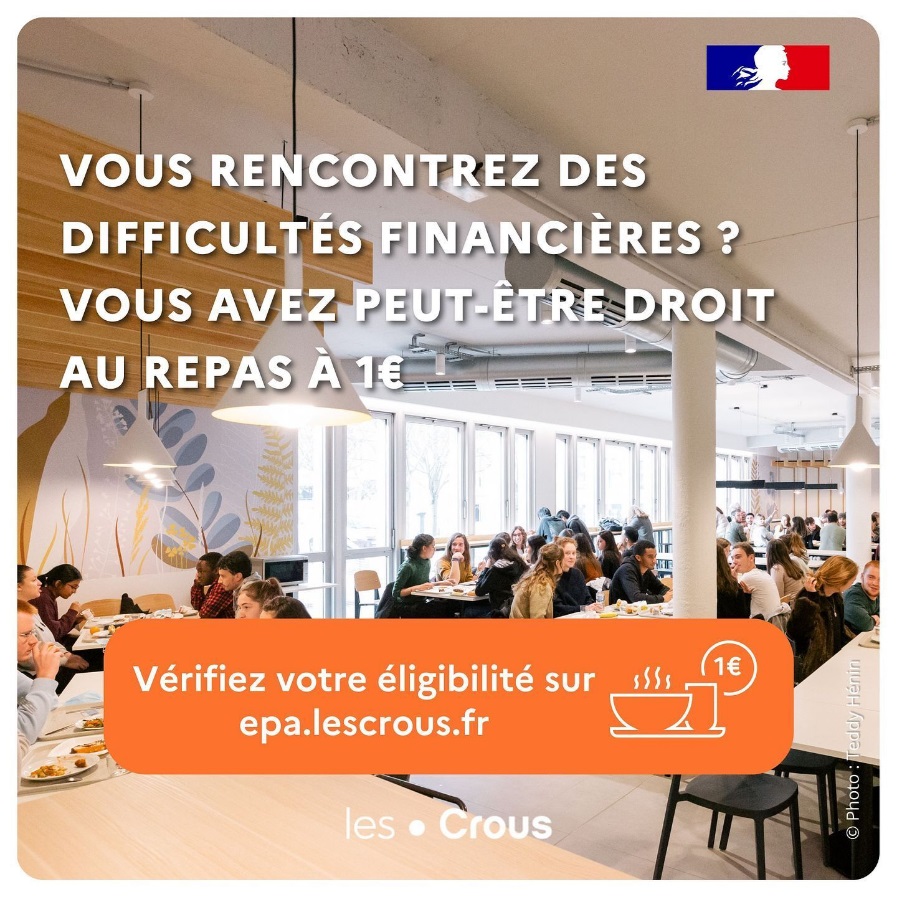 VOUS RENCONTREZ DES
DIFFICULTÉS FINANCIÈRES ?
VOUS AVEZ PEUT-ÊTRE DROIT
AU REPAS À 1€
Vérifiez votre éligibilité sur
epa.lescrous.fr
1€
les • Crous
© Photo : Teddy Hénin